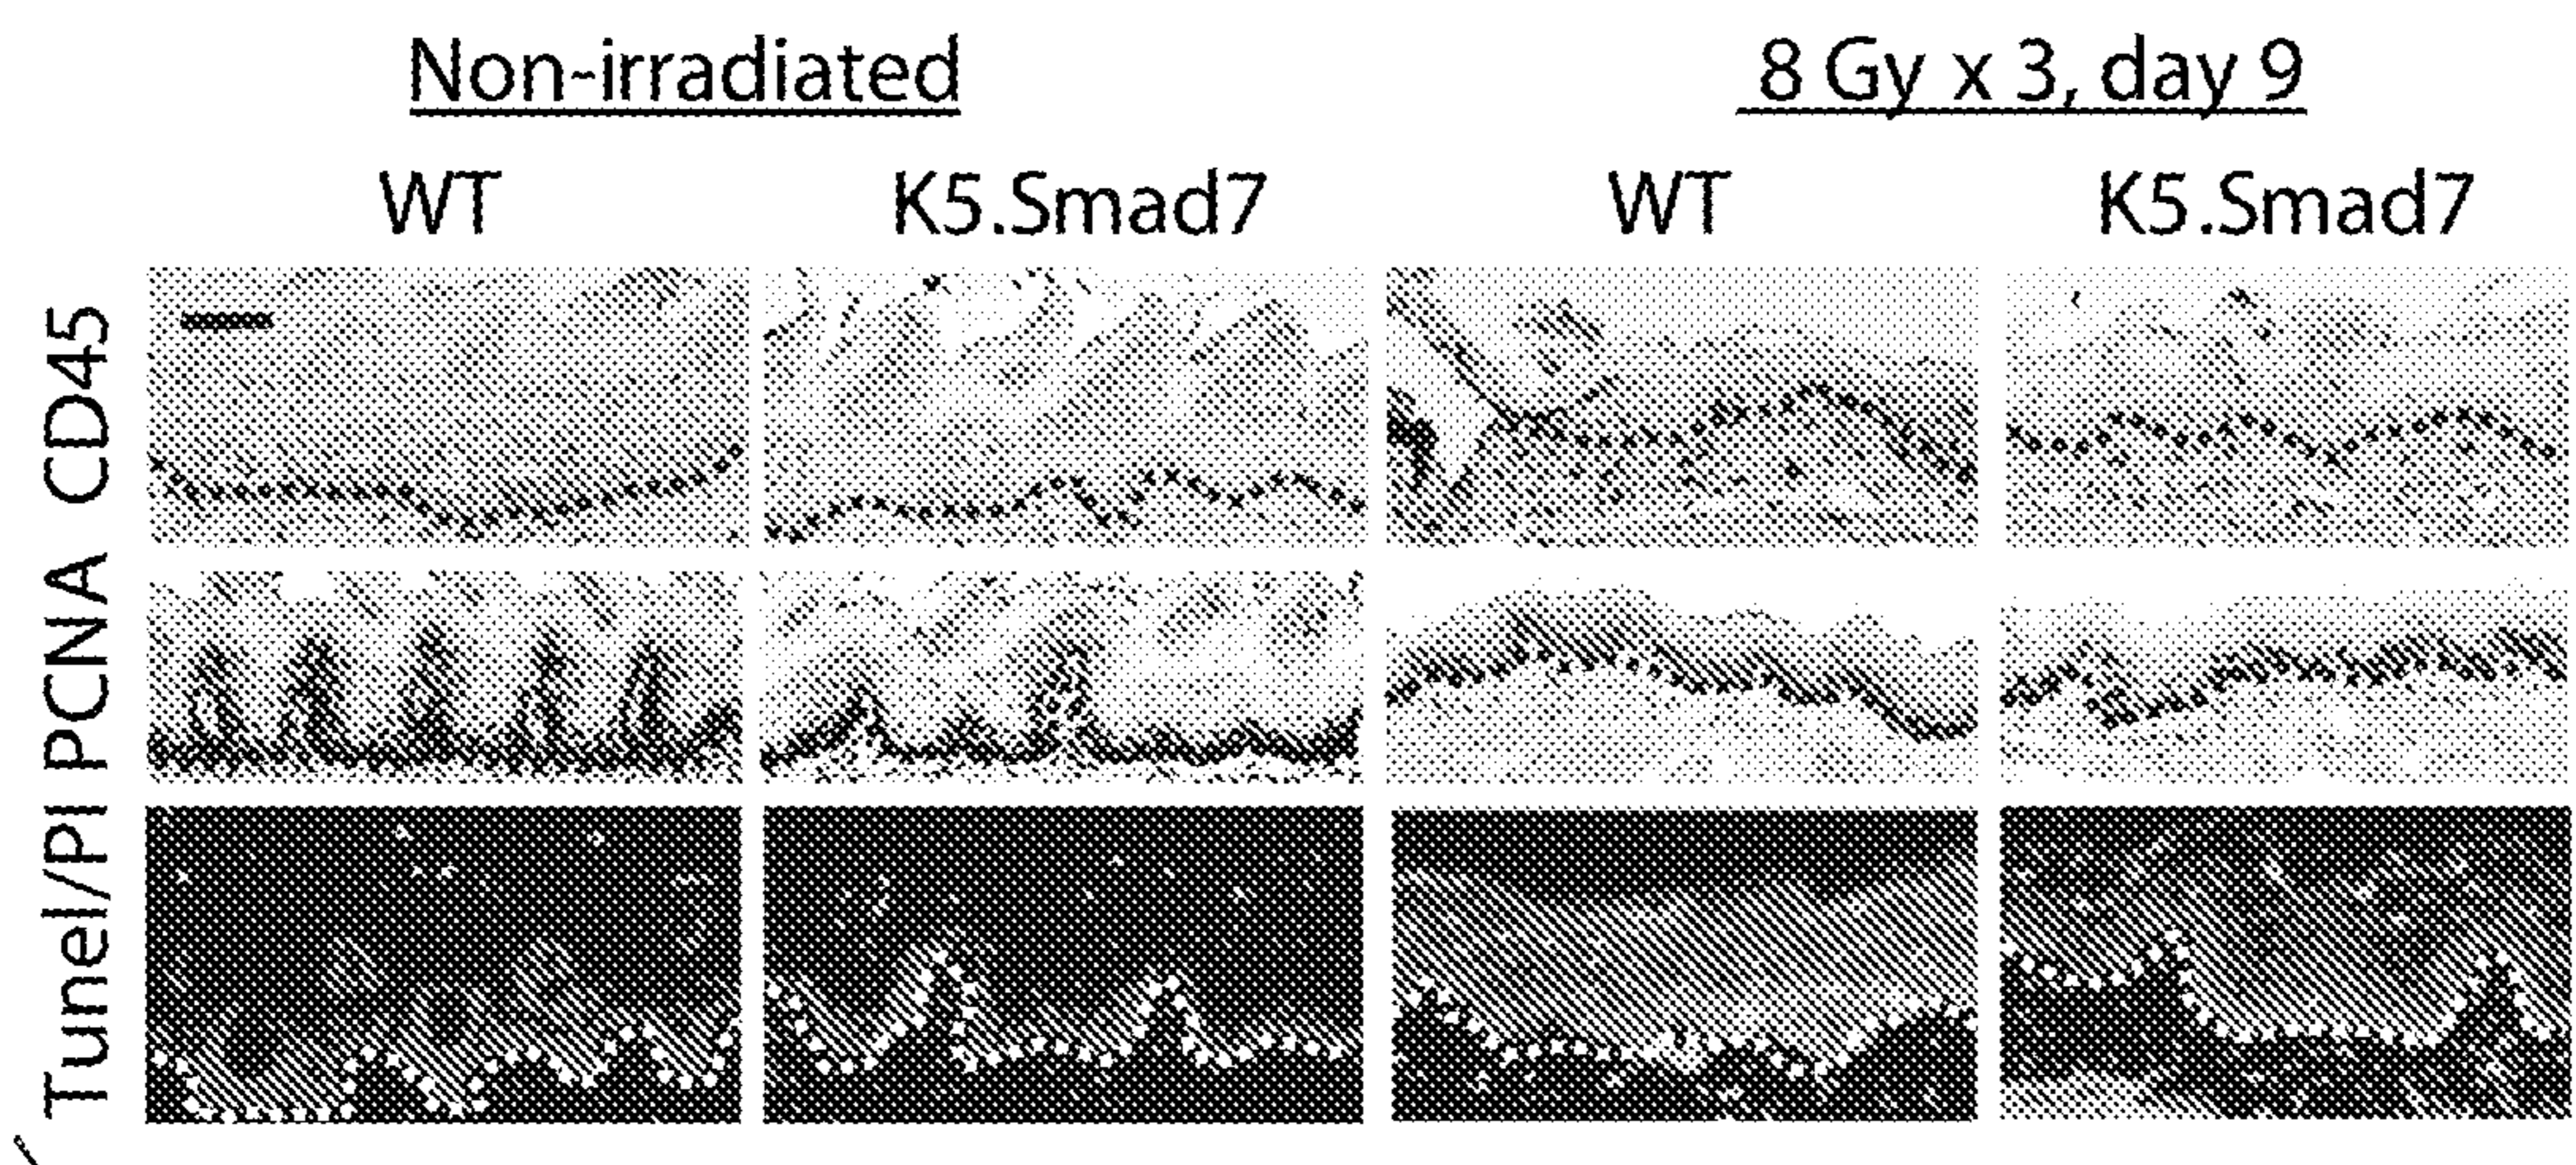 Non-irradiated 8 Gy x 3, day 9
WT K5.Smad7 WT K5.Smad7
CD45
PCNA
Tunel/PI